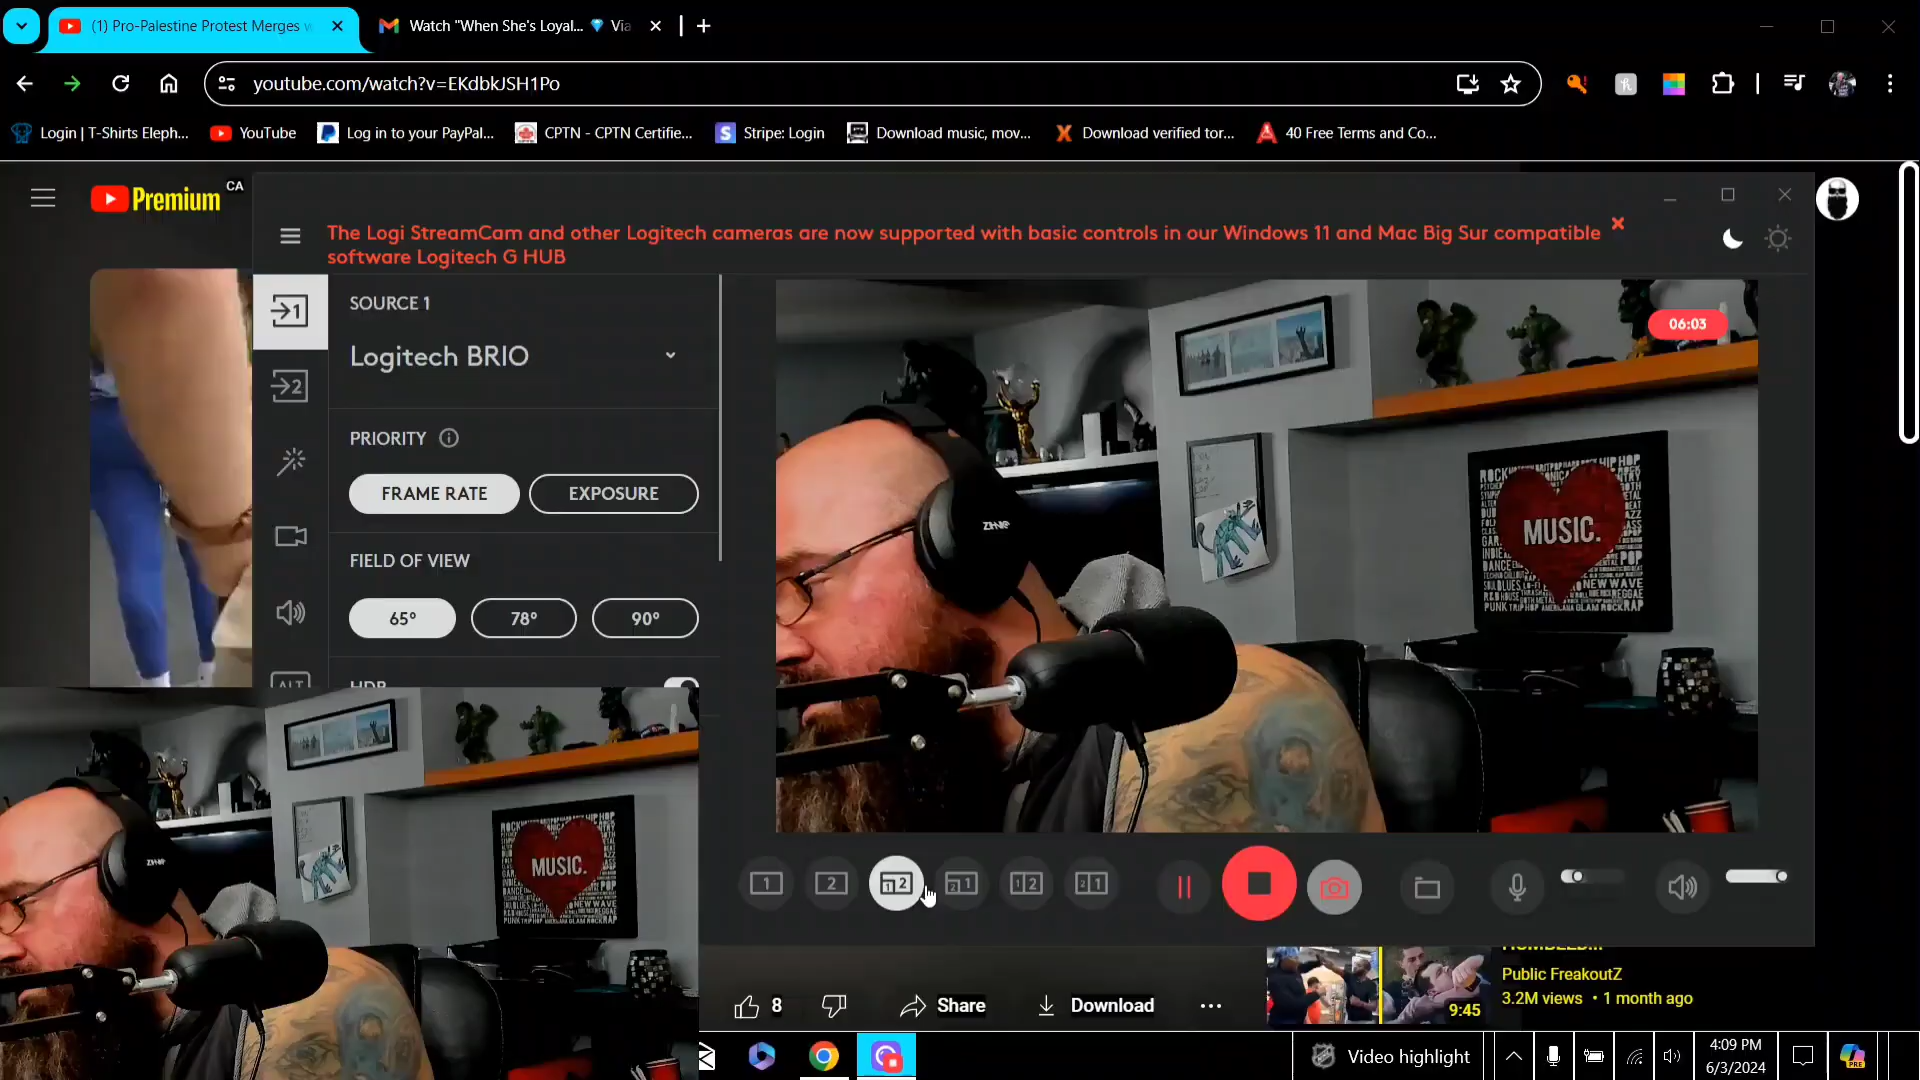 (1) Pro-Palestine Protest Merges w
Watch "When She's Loyal... 💎 Via
youtube.com/watch?v=EKdbkJSH1Po
Login | T-Shirts Eleph...
YouTube
Log in to your PayPal...
CPTN - CPTN Certifie...
Stripe: Login
Download music, mov...
Download verified tor...
40 Free Terms and Co...
Premium
CA
The Logi StreamCam and other Logitech cameras are now supported with basic controls in our Windows 11 and Mac Big Sur compatible
software Logitech G HUB
SOURCE 1
Logitech BRIO
PRIORITY
FRAME RATE
EXPOSURE
FIELD OF VIEW
65°
78°
90°
HDR
ALT
06:03
MUSIC.
MUSIC.
8
Share
Download
Public FreakoutZ
3.2M views • 1 month ago
9:45
Video highlight
4:09 PM
6/3/2024